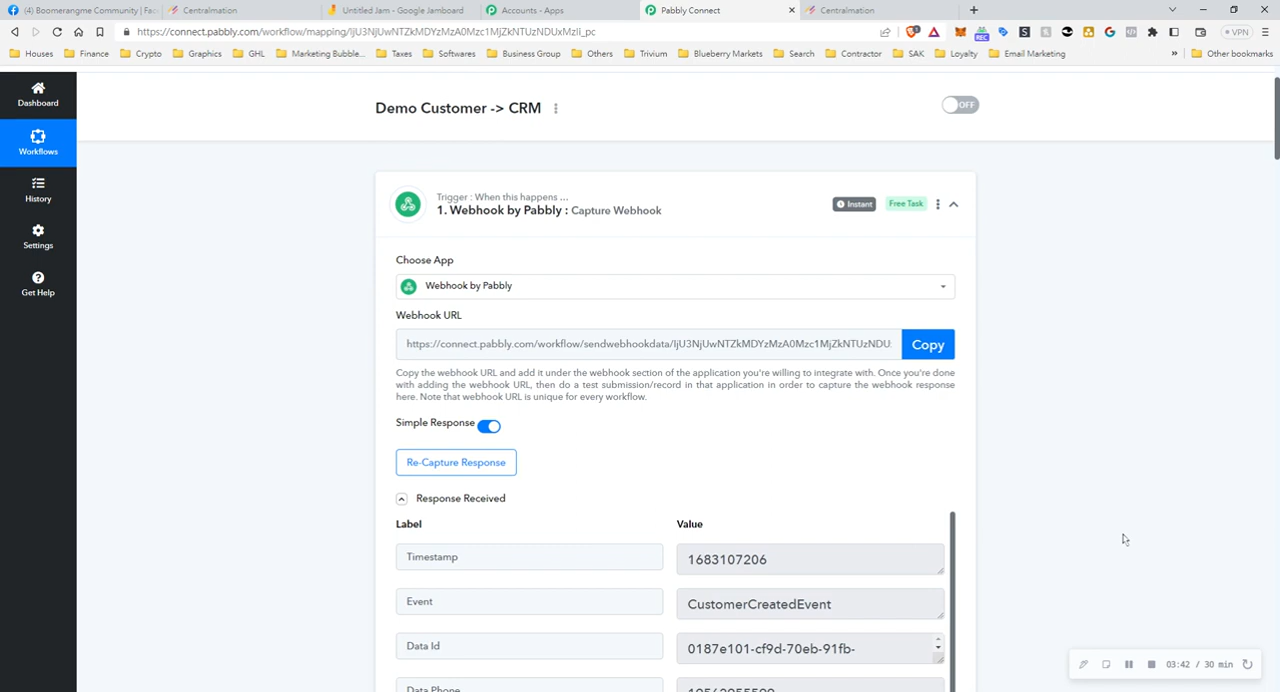 (4) Boomerangme Community | Fac
Centralmation
Untitled Jam - Google Jamboard
Accounts - Apps
Pabbly Connect
Centralmation
https://connect.pabbly.com/workflow/mapping/IjU3NjUwNTZkMDYzMzA0Mzc1MjZkNTUzNDUxMzIi_pc
VPN
Houses
Finance
Crypto
Graphics
GHL
Marketing Bubble...
Taxes
Softwares
Business Group
Others
Trivium
Blueberry Markets
Search
Contractor
SAK
Loyalty
Email Marketing
Other bookmarks
Dashboard
Workflows
History
Settings
Get Help
Demo Customer -> CRM
OFF
Trigger : When this happens ...
1. Webhook by Pabbly : Capture Webhook
Instant
Free Task
Choose App
Webhook by Pabbly
Webhook URL
https://connect.pabbly.com/workflow/sendwebhookdata/IjU3NjUwNTZkMDYzMzA0Mzc1MjZkNTUzNDU
Copy
Copy the webhook URL and add it under the webhook section of the application you're willing to integrate with. Once you're done
with adding the webhook URL, then do a test submission/record in that application in order to capture the webhook response
here. Note that webhook URL is unique for every workflow.
Simple Response
Re-Capture Response
Response Received
Label
Value
Timestamp
1683107206
Event
CustomerCreatedEvent
Data Id
0187e101-cf9d-70eb-91fb-
Data Phone
03:42 / 30 min